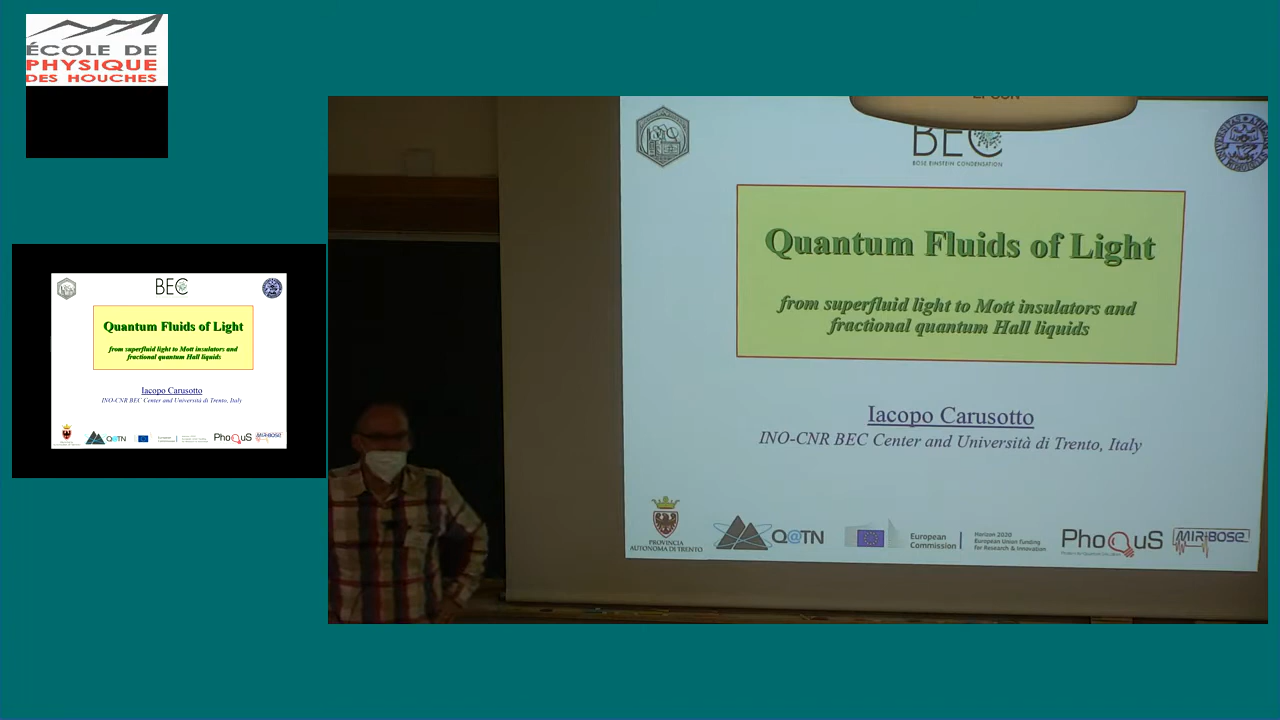 ÉCOLE DE
PHYSIQUE
DES HOUCHES
BEC
Quantum Fluids of Light
from superfluid light to Mott insulators and
fractional quantum Hall liquids
Iacopo Carusotto
INO-CNR BEC Center and Università di Trento, Italy
Q@TN
PhoQuS
MIR-BOSE
BEC
BOSE EINSTEIN CONDENSATION
Quantum Fluids of Light
from superfluid light to Mott insulators and
fractional quantum Hall liquids
Iacopo Carusotto
INO-CNR BEC Center and Università di Trento, Italy
PROVINCIA
AUTONOMA DI TRENTO
Q@TN
European
Commission
Horizon 2020
European Union Funding
for Research & Innovation
PhoQuS
MIR-BOSE